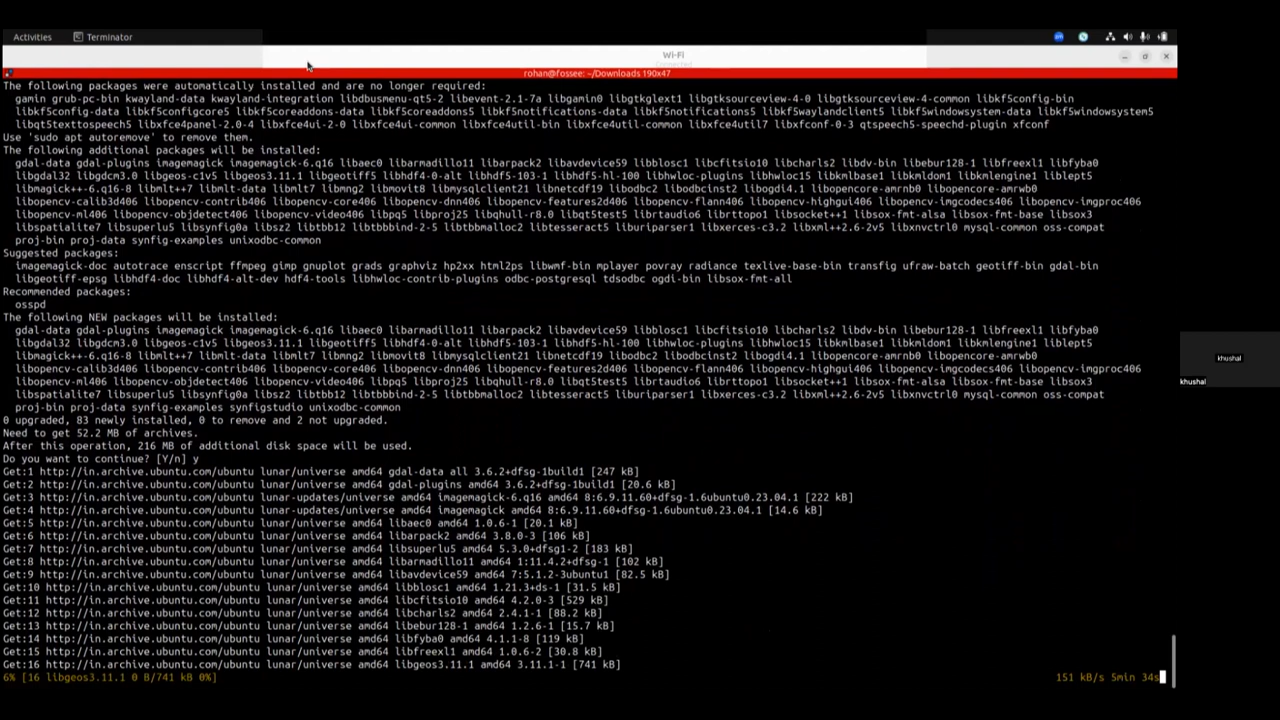 Activities
Terminator
Wi-Fi
Connected
rohan@fossee: ~/Downloads 190x47
The following packages were automatically installed and are no longer required:
gamin grub-pc-bin kwayland-data kwayland-integration libdbusmenu-qt5-2 libevent-2.1-7a libgamin0 libgtkglext1 libgtksourceview-4-0 libgtksourceview-4-common libkf5config-bin
libkf5config-data libkf5configcore5 libkf5coreaddons-data libkf5coreaddons5 libkf5notifications-data libkf5notifications5 libkf5waylandclient5 libkf5windowsystem-data libkf5windowsystem5
libqt5texttospeech5 libxfce4panel-2.0-4 libxfce4ui-2-0 libxfce4ui-common libxfce4util-bin libxfce4util-common libxfce4util7 libxfconf-0-3 qtspeech5-speechd-plugin xfconf
Use 'sudo apt autoremove' to remove them.
The following additional packages will be installed:
gdal-data gdal-plugins imagemagick imagemagick-6.q16 libaec0 libarmadillo11 libarpack2 libavdevice59 libblosc1 libcfitsio10 libcharls2 libdv-bin libebur128-1 libfreexl1 libfyba0
libgdal32 libgdcm3.0 libgeos-c1v5 libgeos3.11.1 libgeotiff5 libhdf4-0-alt libhdf5-103-1 libhdf5-hl-100 libhwloc-plugins libhwloc15 libkmlbase1 libkmldom1 libkmlengine1 liblept5
libmagick++-6.q16-8 libmlt++7 libmlt-data libmlt7 libmng2 libmovit8 libmysqlclient21 libnetcdf19 libodbc2 libodbcinst2 libogdi4.1 libopencore-amrnb0 libopencore-amrwb0
libopencv-calib3d406 libopencv-contrib406 libopencv-core406 libopencv-dnn406 libopencv-features2d406 libopencv-flann406 libopencv-highgui406 libopencv-imgcodecs406 libopencv-imgproc406
libopencv-ml406 libopencv-objdetect406 libopencv-video406 libpq5 libproj25 libqhull-r8.0 libqt5test5 librtaudio6 librttopo1 libsocket++1 libsox-fmt-alsa libsox-fmt-base libsox3
libspatialite7 libsuperlu5 libsynfig0a libsz2 libtbb12 libtbbbind-2-5 libtbbmalloc2 libtesseract5 liburiparser1 libxerces-c3.2 libxml++2.6-2v5 libxnvctrl0 mysql-common oss-compat
proj-bin proj-data synfig-examples unixodbc-common
Suggested packages:
imagemagick-doc autotrace enscript ffmpeg gimp gnuplot grads graphviz hp2xx html2ps libwmf-bin mplayer povray radiance texlive-base-bin transfig ufraw-batch geotiff-bin gdal-bin
libgeotiff-epsg libhdf4-doc libhdf4-alt-dev hdf4-tools libhwloc-contrib-plugins odbc-postgresql tdsodbc ogdi-bin libsox-fmt-all
Recommended packages:
osspd
The following NEW packages will be installed:
gdal-data gdal-plugins imagemagick imagemagick-6.q16 libaec0 libarmadillo11 libarpack2 libavdevice59 libblosc1 libcfitsio10 libcharls2 libdv-bin libebur128-1 libfreexl1 libfyba0
libgdal32 libgdcm3.0 libgeos-c1v5 libgeos3.11.1 libgeotiff5 libhdf4-0-alt libhdf5-103-1 libhdf5-hl-100 libhwloc-plugins libhwloc15 libkmlbase1 libkmldom1 libkmlengine1 liblept5
libmagick++-6.q16-8 libmlt++7 libmlt-data libmlt7 libmng2 libmovit8 libmysqlclient21 libnetcdf19 libodbc2 libodbcinst2 libogdi4.1 libopencore-amrnb0 libopencore-amrwb0
libopencv-calib3d406 libopencv-contrib406 libopencv-core406 libopencv-dnn406 libopencv-features2d406 libopencv-flann406 libopencv-highgui406 libopencv-imgcodecs406 libopencv-imgproc406
libopencv-ml406 libopencv-objdetect406 libopencv-video406 libpq5 libproj25 libqhull-r8.0 libqt5test5 librtaudio6 librttopo1 libsocket++1 libsox-fmt-alsa libsox-fmt-base libsox3
libspatialite7 libsuperlu5 libsynfig0a libsz2 libtbb12 libtbbbind-2-5 libtbbmalloc2 libtesseract5 liburiparser1 libxerces-c3.2 libxml++2.6-2v5 libxnvctrl0 mysql-common oss-compat
proj-bin proj-data synfig-examples synfigstudio unixodbc-common
0 upgraded, 83 newly installed, 0 to remove and 2 not upgraded.
Need to get 52.2 MB of archives.
After this operation, 216 MB of additional disk space will be used.
Do you want to continue? [Y/n] y
Get:1 http://in.archive.ubuntu.com/ubuntu lunar/universe amd64 gdal-data all 3.6.2+dfsg-1build1 [247 kB]
Get:2 http://in.archive.ubuntu.com/ubuntu lunar/universe amd64 gdal-plugins amd64 3.6.2+dfsg-1build1 [20.6 kB]
Get:3 http://in.archive.ubuntu.com/ubuntu lunar-updates/universe amd64 imagemagick-6.q16 amd64 8:6.9.11.60+dfsg-1.6ubuntu0.23.04.1 [222 kB]
Get:4 http://in.archive.ubuntu.com/ubuntu lunar-updates/universe amd64 imagemagick amd64 8:6.9.11.60+dfsg-1.6ubuntu0.23.04.1 [14.6 kB]
Get:5 http://in.archive.ubuntu.com/ubuntu lunar/universe amd64 libaec0 amd64 1.0.6-1 [20.1 kB]
Get:6 http://in.archive.ubuntu.com/ubuntu lunar/universe amd64 libarpack2 amd64 3.8.0-3 [106 kB]
Get:7 http://in.archive.ubuntu.com/ubuntu lunar/universe amd64 libsuperlu5 amd64 5.3.0+dfsg1-2 [183 kB]
Get:8 http://in.archive.ubuntu.com/ubuntu lunar/universe amd64 libarmadillo11 amd64 1:11.4.2+dfsg-1 [102 kB]
Get:9 http://in.archive.ubuntu.com/ubuntu lunar/universe amd64 libavdevice59 amd64 7:5.1.2-3ubuntu1 [82.5 kB]
Get:10 http://in.archive.ubuntu.com/ubuntu lunar/universe amd64 libblosc1 amd64 1.21.3+ds-1 [31.5 kB]
Get:11 http://in.archive.ubuntu.com/ubuntu lunar/universe amd64 libcfitsio10 amd64 4.2.0-3 [529 kB]
Get:12 http://in.archive.ubuntu.com/ubuntu lunar/universe amd64 libcharls2 amd64 2.4.1-1 [88.2 kB]
Get:13 http://in.archive.ubuntu.com/ubuntu lunar/universe amd64 libebur128-1 amd64 1.2.6-1 [15.7 kB]
Get:14 http://in.archive.ubuntu.com/ubuntu lunar/universe amd64 libfyba0 amd64 4.1.1-8 [119 kB]
Get:15 http://in.archive.ubuntu.com/ubuntu lunar/universe amd64 libfreexl1 amd64 1.0.6-2 [30.8 kB]
Get:16 http://in.archive.ubuntu.com/ubuntu lunar/universe amd64 libgeos3.11.1 amd64 3.11.1-1 [741 kB]
6% [16 libgeos3.11.1 0 B/741 kB 0%]
151 kB/s 5min 34s
khushal
khushal